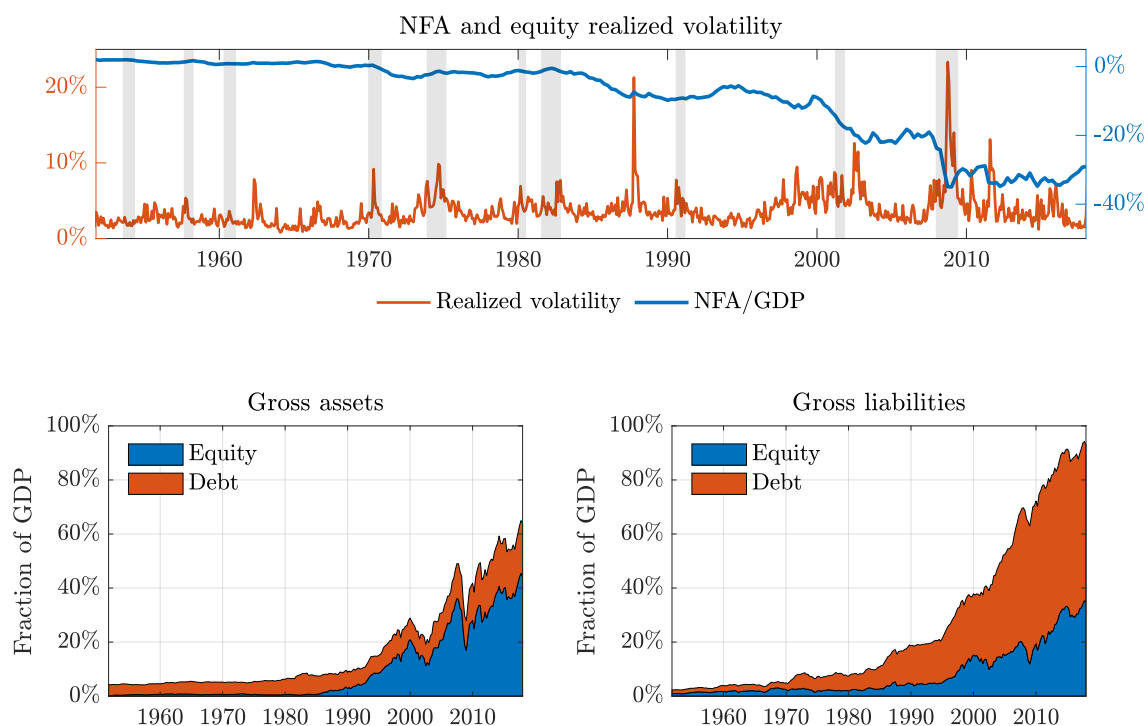 NFA and equity realized volatility
20%
10%
0%
0%
-20%
-40%
1960 1970 1980 1990 2000 2010
Realized volatility NFA/GDP
Gross assets
Fraction of GDP
100%
80%
60%
40%
20%
0%
Equity
Debt
1960 1970 1980 1990 2000 2010
Gross liabilities
Fraction of GDP
100%
80%
60%
40%
20%
0%
Equity
Debt
1960 1970 1980 1990 2000 2010